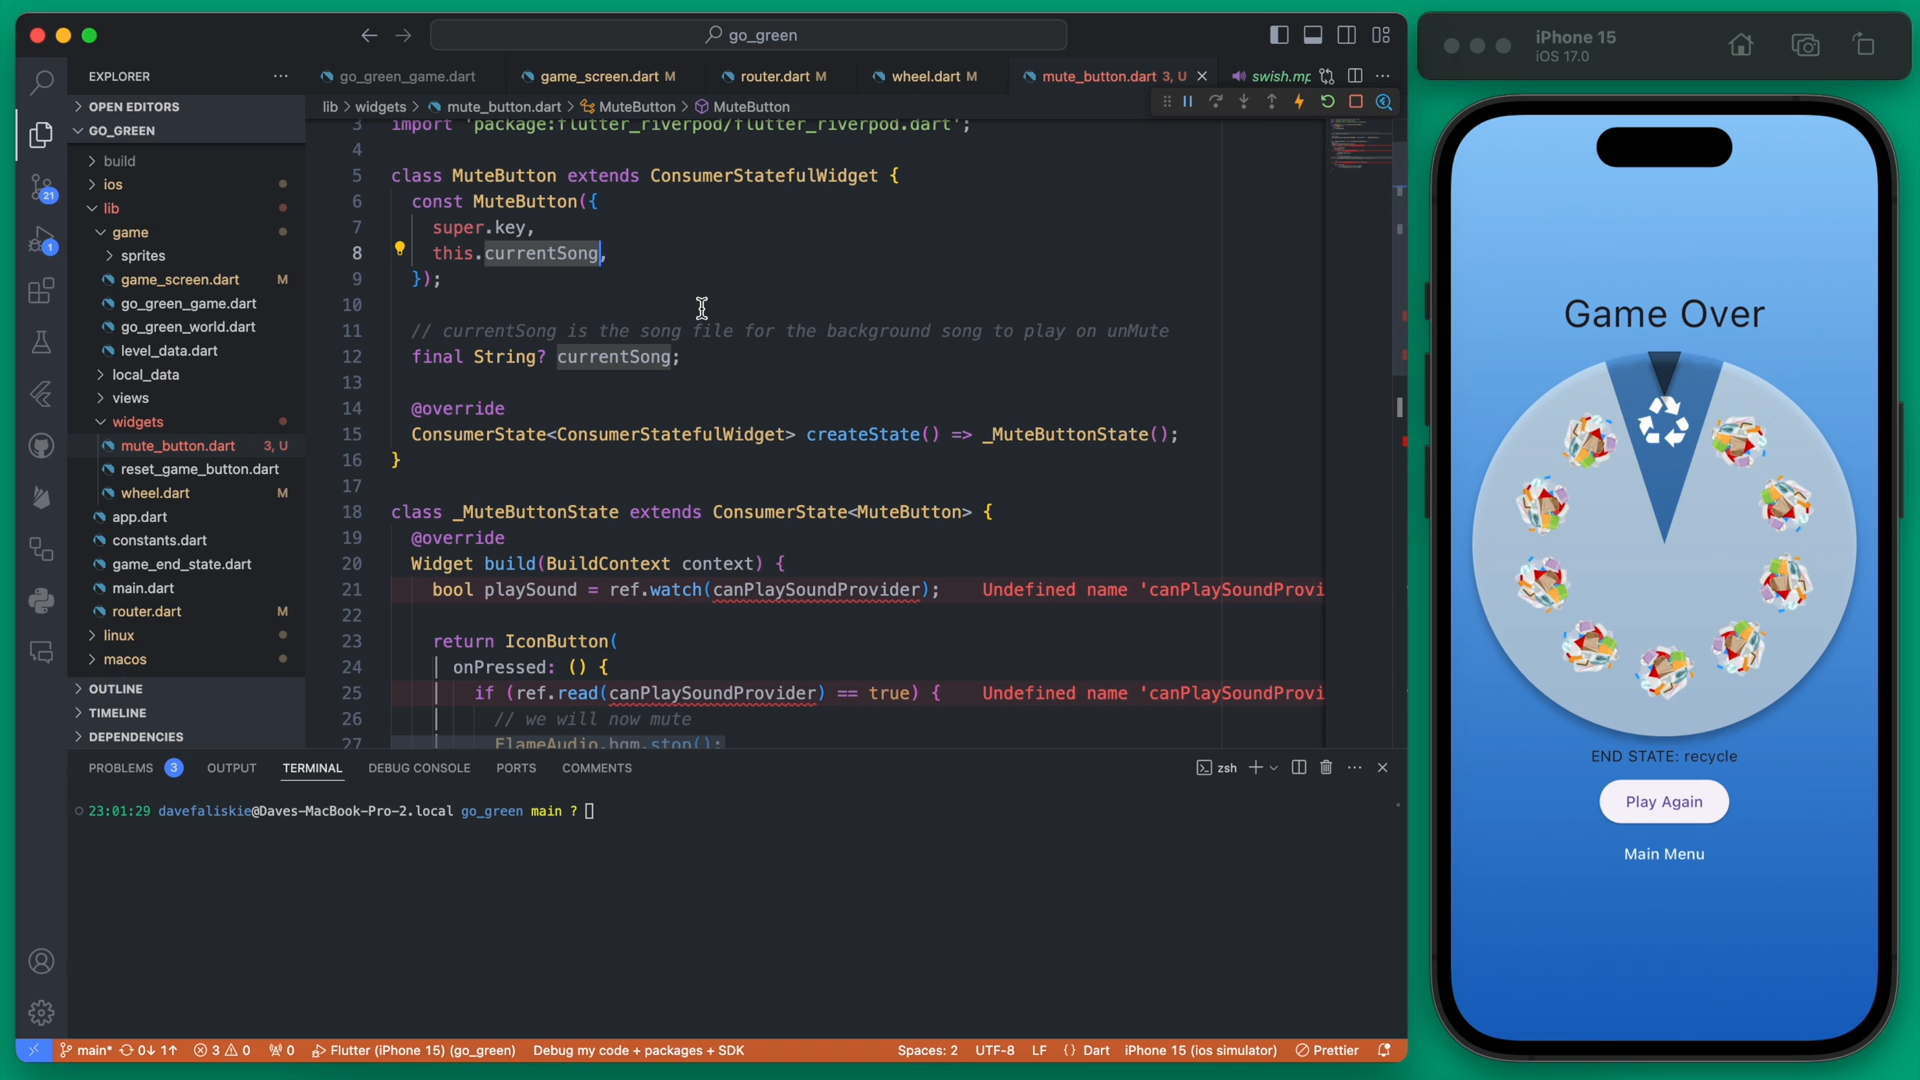 go_green
EXPLORER
OPEN EDITORS
GO_GREEN
build
ios
lib
game
sprites
game_screen.dart M
go_green_game.dart
go_green_world.dart
level_data.dart
local_data
views
widgets
mute_button.dart 3, U
reset_game_button.dart
wheel.dart M
app.dart
constants.dart
game_end_state.dart
main.dart
router.dart M
linux
macos
OUTLINE
TIMELINE
DEPENDENCIES
21
1
go_green_game.dart
game_screen.dart M
router.dart M
wheel.dart M
mute_button.dart 3, U
swish.mp
lib > widgets > mute_button.dart > MuteButton > MuteButton
3 import 'package:flutter_riverpod/flutter_riverpod.dart';
4
5 class MuteButton extends ConsumerStatefulWidget {
6 const MuteButton({
7 super.key,
8 this.currentSong,
9 });
10
11 // currentSong is the song file for the background song to play on unMute
12 final String? currentSong;
13
14 @override
15 ConsumerState<ConsumerStatefulWidget> createState() => _MuteButtonState();
16 }
17
18 class _MuteButtonState extends ConsumerState<MuteButton> {
19 @override
20 Widget build(BuildContext context) {
21 bool playSound = ref.watch(canPlaySoundProvider); Undefined name 'canPlaySoundProvi
22
23 return IconButton(
24 onPressed: () {
25 if (ref.read(canPlaySoundProvider) == true) { Undefined name 'canPlaySoundProvi
26 // we will now mute
27 FlameAudio.bgm.stop();
PROBLEMS 3 OUTPUT TERMINAL DEBUG CONSOLE PORTS COMMENTS
zsh
23:01:29 davefaliskie@Daves-MacBook-Pro-2.local go_green main ?
main* 0↓ 1↑ 3 0 0 Flutter (iPhone 15) (go_green) Debug my code + packages + SDK
Spaces: 2 UTF-8 LF {} Dart iPhone 15 (ios simulator) Prettier
iPhone 15
iOS 17.0
Game Over
END STATE: recycle
Play Again
Main Menu